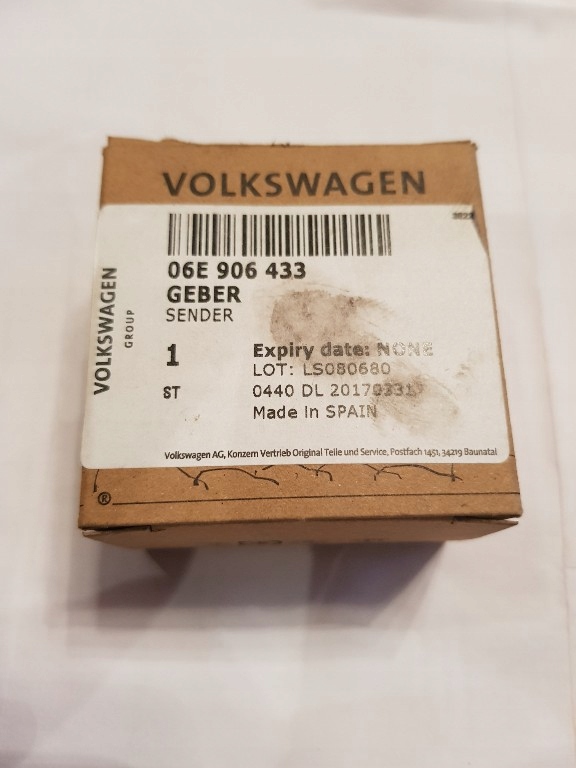 VOLKSWAGEN
06E 906 433
GEBER
SENDER
1
ST
Expiry date: NONE
LOT: LS080680
0440 DL 20170331
Made In SPAIN
Volkswagen AG, Konzern Vertrieb Original Teile und Service, Postfach 1451, 34219 Baunatal
VOLKSWAGEN
GROUP
®